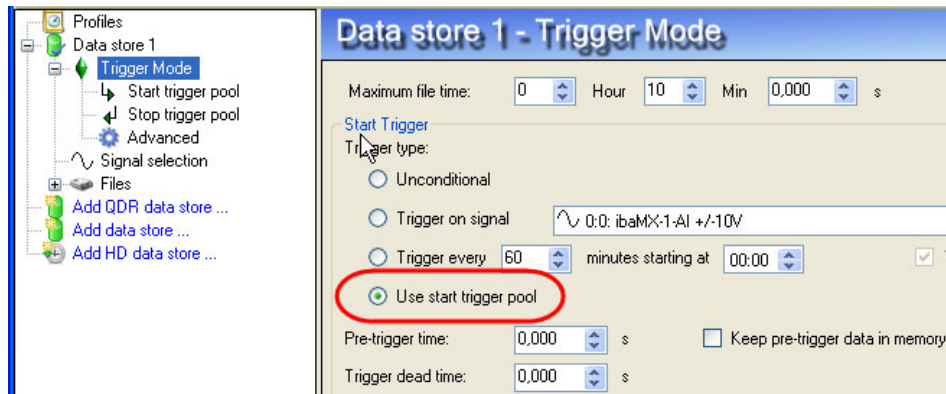 Profiles
Data store 1
Trigger Mode
Start trigger pool
Stop trigger pool
Advanced
Signal selection
Files
Add QDR data store ...
Add data store ...
Add HD data store ...
Data store 1 - Trigger Mode
Maximum file time: 0 Hour 10 Min 0,000 s
Start Trigger
Trigger type:
Unconditional
Trigger on signal 0:0: ibaMX-1-AI +/-10V
Trigger every 60 minutes starting at 00:00
Use start trigger pool
Pre-trigger time: 0,000 s Keep pre-trigger data in memory
Trigger dead time: 0,000 s